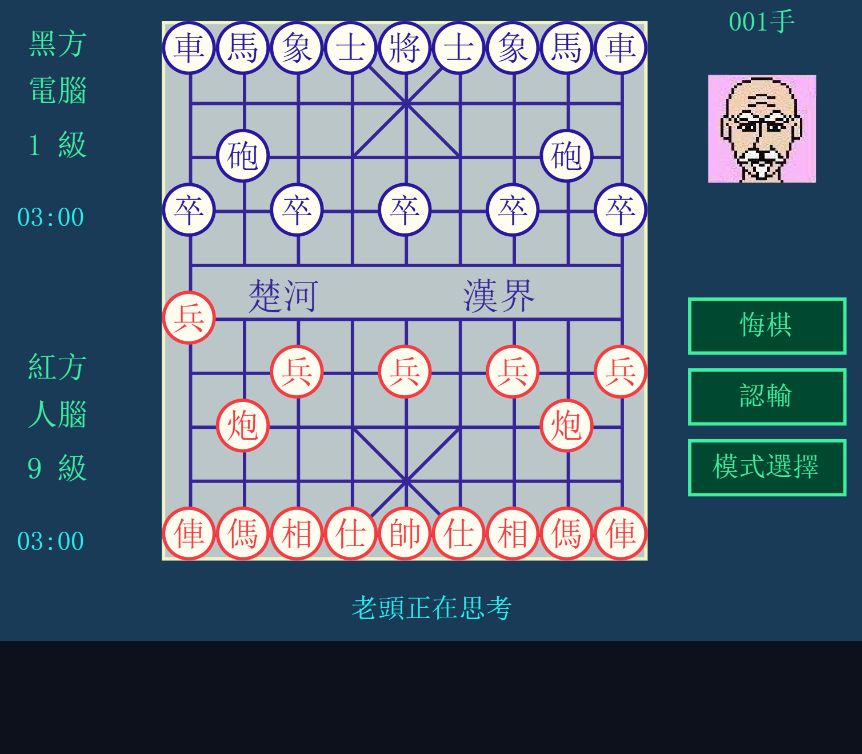 黑方
電腦
1 級
03:00
001手
車馬象士將士象馬車
砲砲
卒卒卒卒卒
楚河 漢界
兵
兵兵兵兵
炮炮
俥傌相仕帥仕相傌俥
紅方
人腦
9 級
03:00
悔棋
認輸
模式選擇
老頭正在思考